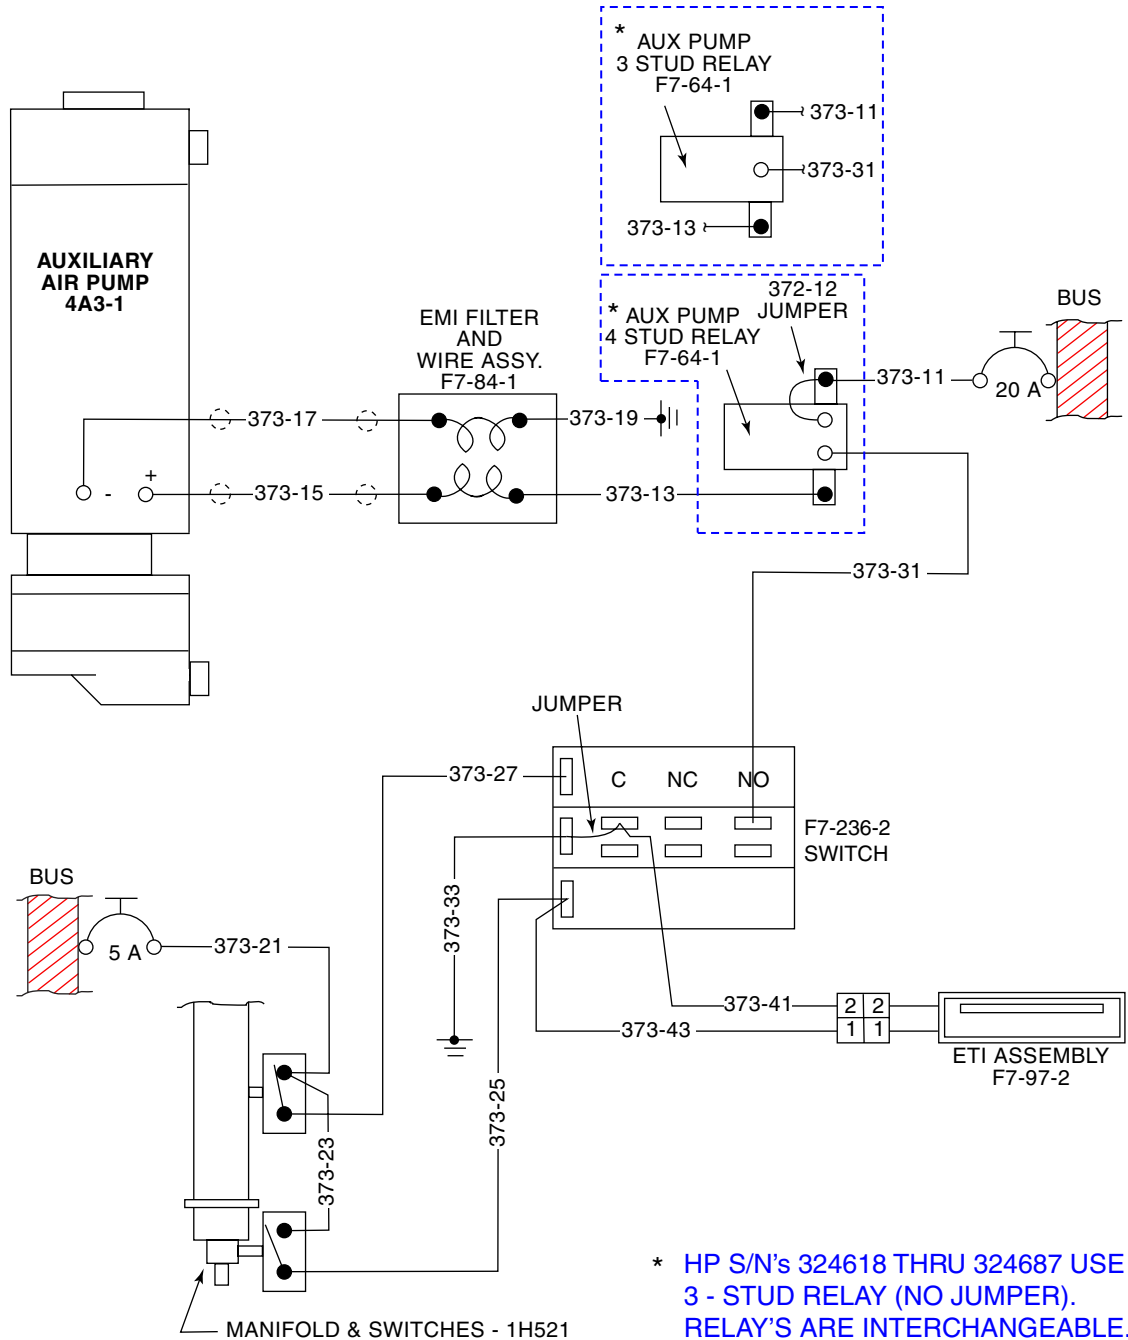 *
AUX PUMP
3 STUD RELAY
F7-64-1
373-11
373-31
373-13
AUXILIARY
AIR PUMP
4A3-1
-
+
EMI FILTER
AND
WIRE ASSY.
F7-84-1
373-17
373-15
373-19
373-13
* AUX PUMP
4 STUD RELAY
F7-64-1
372-12
JUMPER
373-11
20 A
BUS
373-31
JUMPER
373-27
C NC NO
F7-236-2
SWITCH
373-33
BUS
5 A
373-21
373-41
373-43
2 2
1 1
ETI ASSEMBLY
F7-97-2
373-25
373-23
MANIFOLD & SWITCHES - 1H521
* HP S/N's 324618 THRU 324687 USE
3 - STUD RELAY (NO JUMPER).
RELAY'S ARE INTERCHANGEABLE.